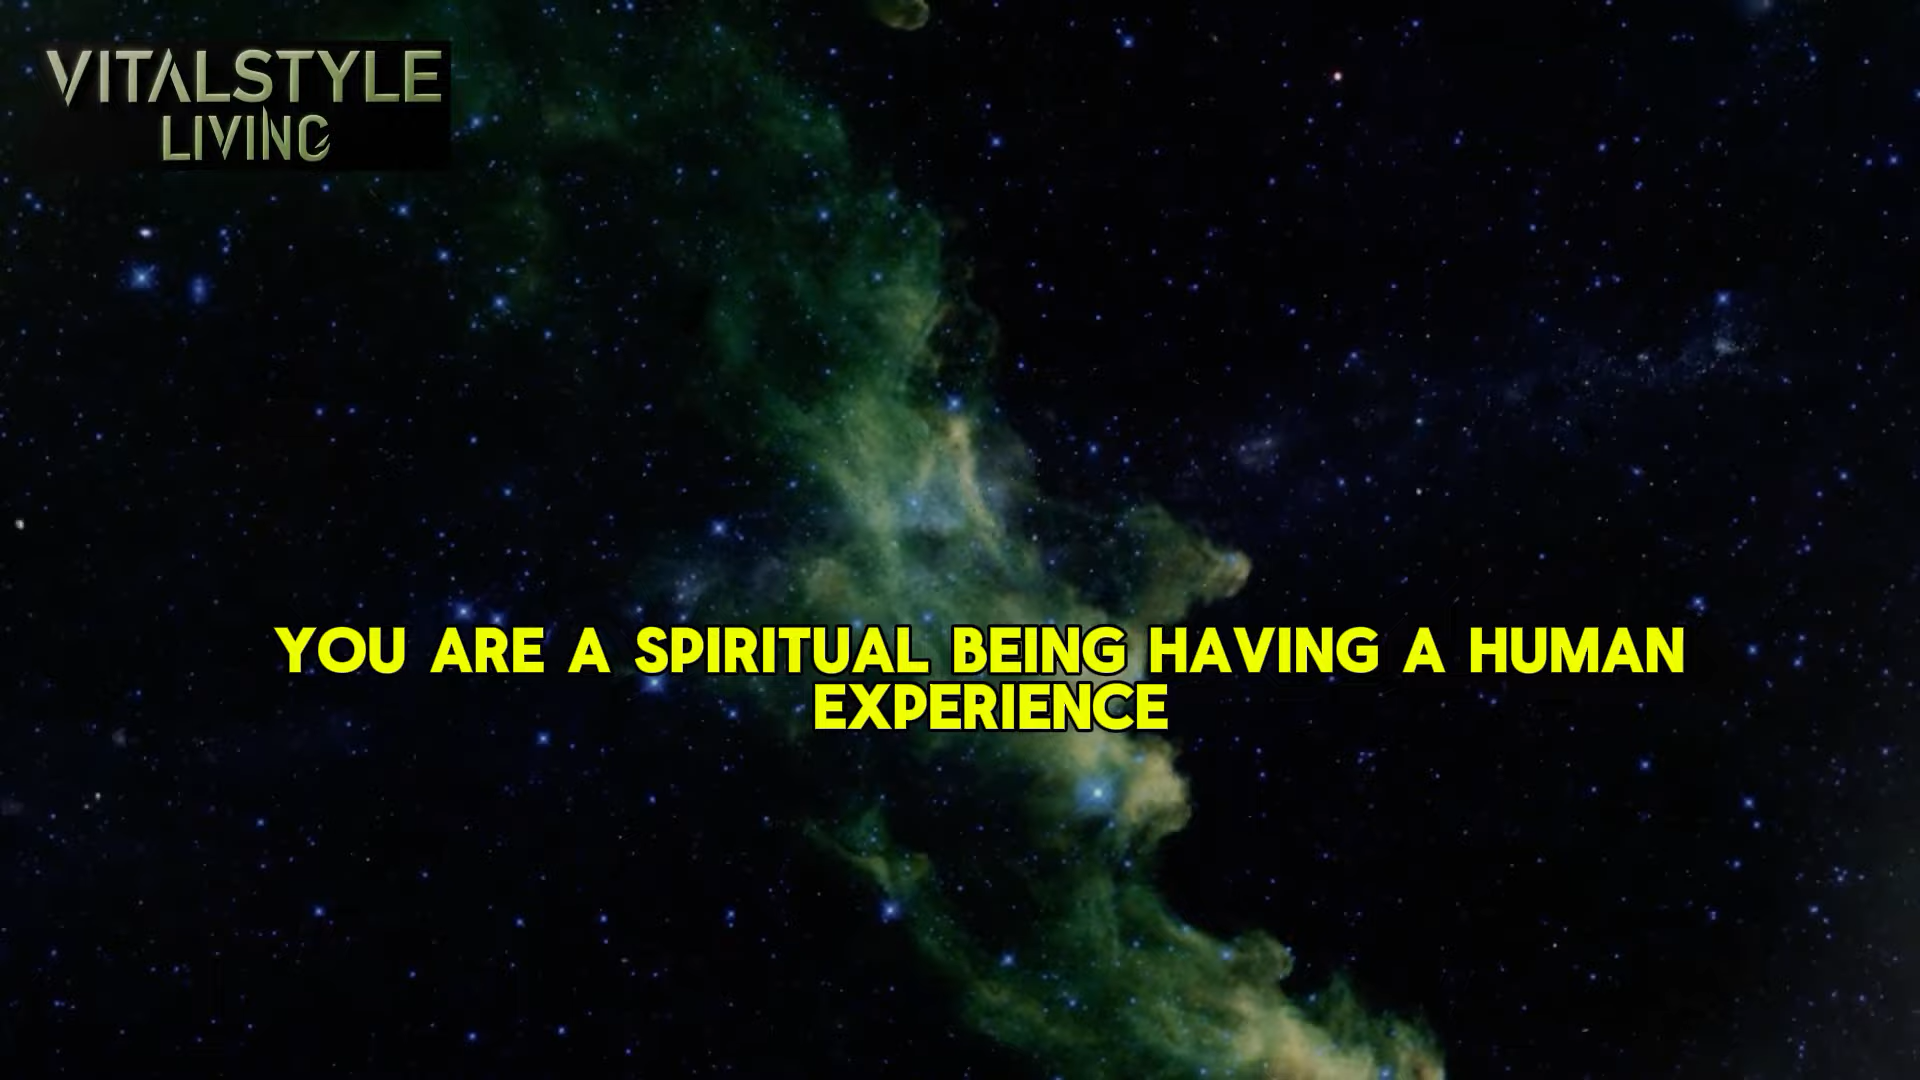 VITALSTYLE
LIVING
YOU ARE A SPIRITUAL BEING HAVING A HUMAN
EXPERIENCE